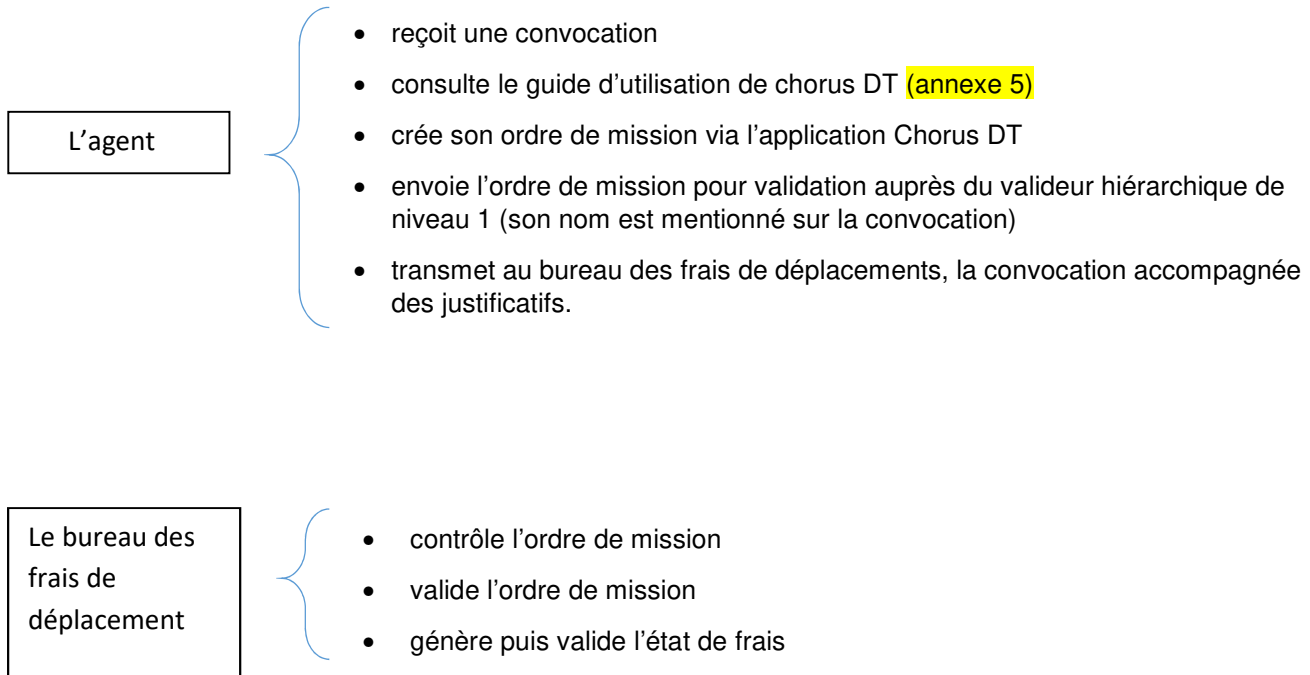 L'agent
• reçoit une convocation
• consulte le guide d'utilisation de chorus DT (annexe 5)
• crée son ordre de mission via l'application Chorus DT
• envoie l'ordre de mission pour validation auprès du valideur hiérarchique de
niveau 1 (son nom est mentionné sur la convocation)
• transmet au bureau des frais de déplacements, la convocation accompagnée
des justificatifs.
Le bureau des
frais de
déplacement
• contrôle l'ordre de mission
• valide l'ordre de mission
• génère puis valide l'état de frais